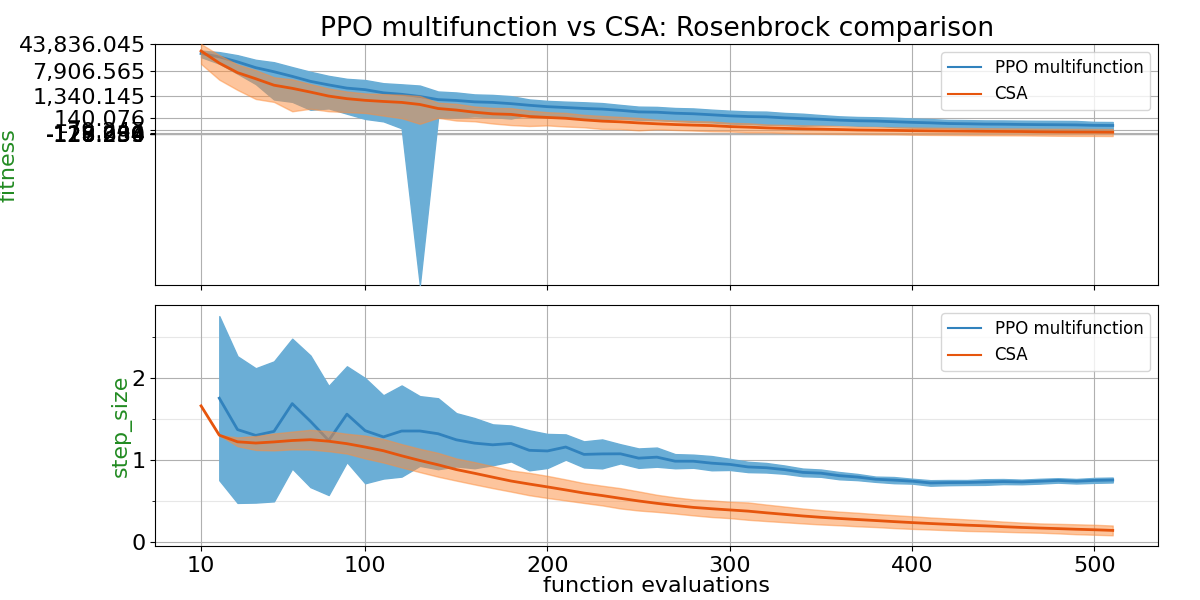 PPO multifunction vs CSA: Rosenbrock comparison
43,836.045
7,906.565
1,340.145
140.076
fitness
PPO multifunction
CSA
2
1
0
step_size
PPO multifunction
CSA
10
100
200
300
400
500
function evaluations